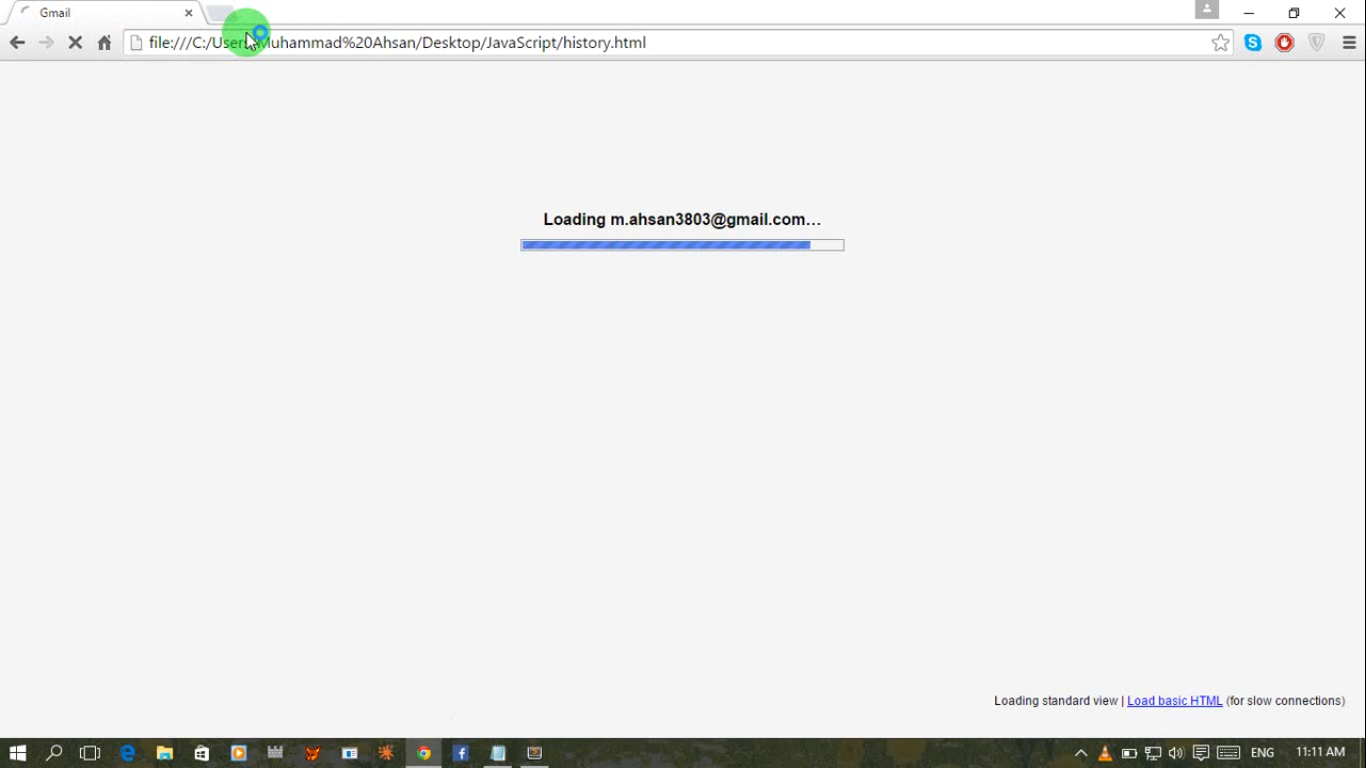 Gmail
file:///C:/Users/Muhammad%20Ahsan/Desktop/JavaScript/history.html
Loading m.ahsan3803@gmail.com…
Loading standard view | Load basic HTML (for slow connections)
ENG
11:11 AM